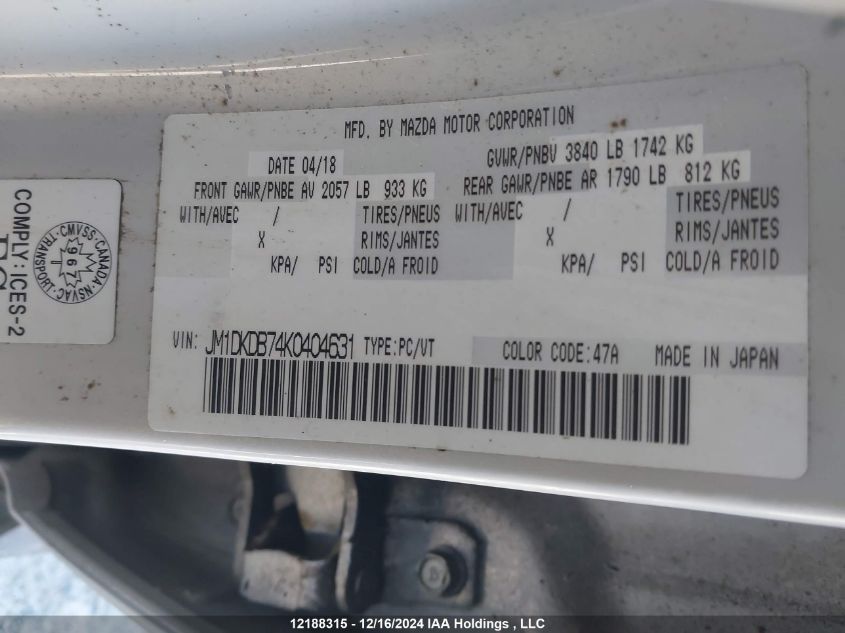 MFD. BY MAZDA MOTOR CORPORATION
DATE 04/18 GVWR/PNBV 3840 LB 1742 KG
FRONT GAWR/PNBE AV 2057 LB 933 KG REAR GAWR/PNBE AR 1790 LB 812 KG
WITH/AVEC / TIRES/PNEUS WITH/AVEC / TIRES/PNEUS
X RIMS/JANTES X RIMS/JANTES
KPA/ PSI COLD/A FROID KPA/ PSI COLD/A FROID
VIN: JM1DKDB74K0404631 TYPE:PC/VT COLOR CODE:47A MADE IN JAPAN
COMPLY:ICES-2
CMVSS·CANADA·NSVAC
TRANSPORT
12188315 - 12/16/2024 IAA Holdings , LLC